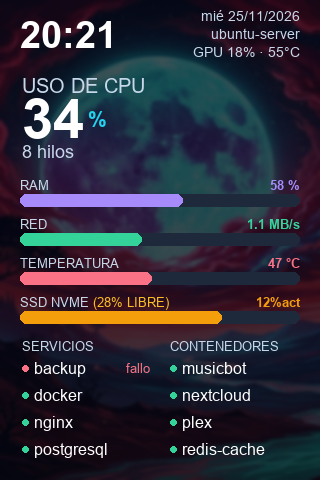 20:21
mié 25/11/2026
ubuntu-server
GPU 18% · 55°C
USO DE CPU
34 %
8 hilos
RAM 58 %
RED 1.1 MB/s
TEMPERATURA 47 °C
SSD NVME (28% LIBRE) 12%act
SERVICIOS
backup fallo
docker
nginx
postgresql
CONTENEDORES
musicbot
nextcloud
plex
redis-cache